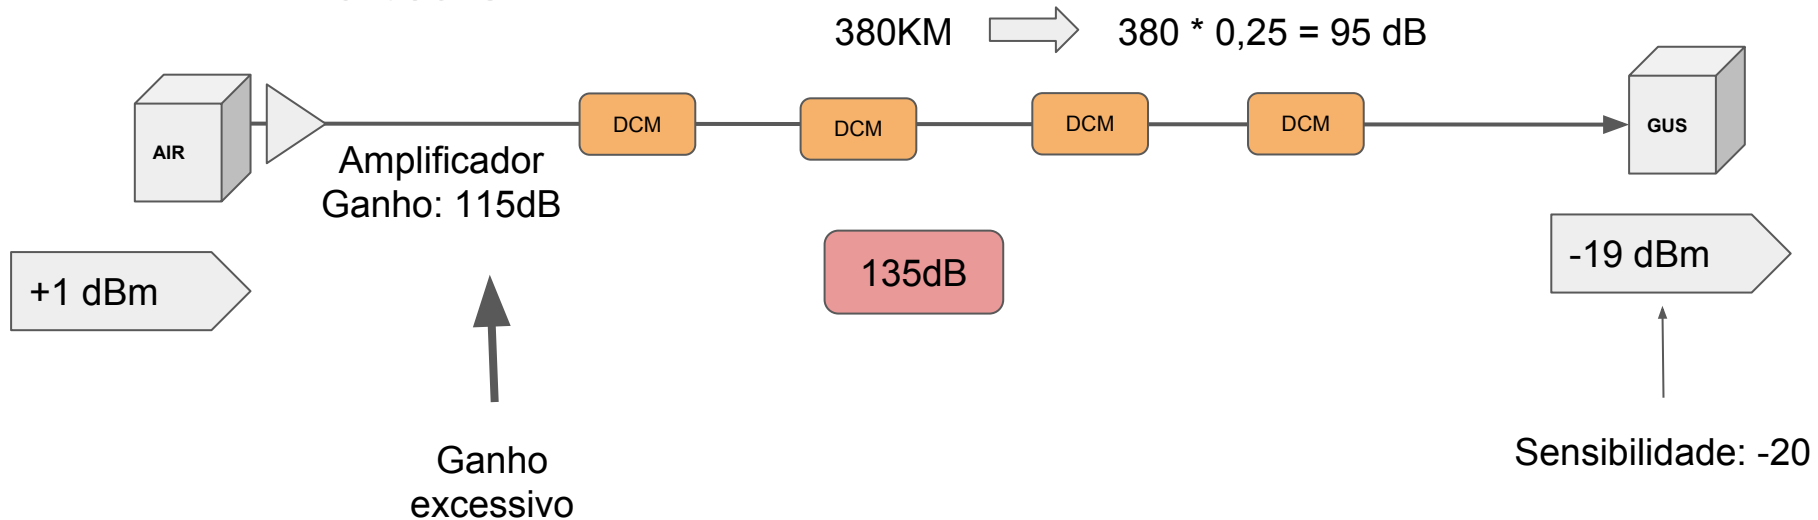 380KM
380 * 0,25 = 95 dB
AIR
DCM
DCM
DCM
DCM
GUS
Amplificador
Ganho: 115dB
+1 dBm
135dB
-19 dBm
Ganho
excessivo
Sensibilidade: -20